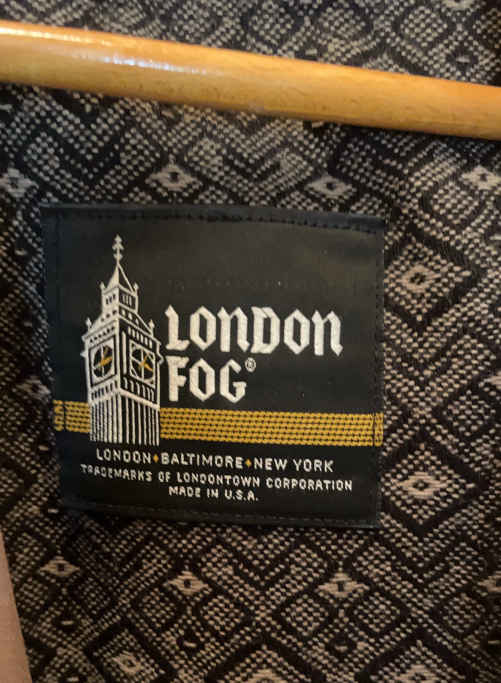 LONDON
FOG®
LONDON♦BALTIMORE♦NEW YORK
TRADEMARKS OF LONDONTOWN CORPORATION
MADE IN U.S.A.